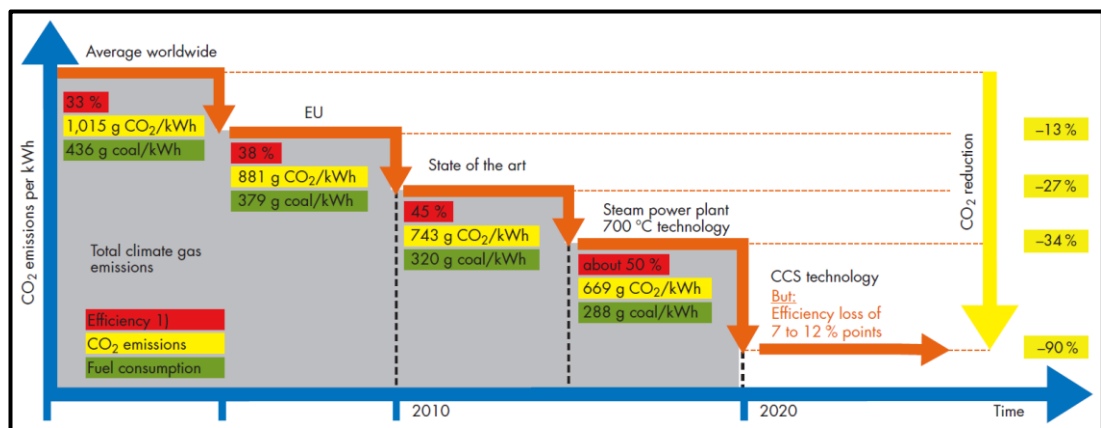 Average worldwide
33 %
1,015 g CO₂/kWh
436 g coal/kWh
EU
38 %
881 g CO₂/kWh
379 g coal/kWh
State of the art
45 %
743 g CO₂/kWh
320 g coal/kWh
Steam power plant
700 °C technology
about 50 %
669 g CO₂/kWh
288 g coal/kWh
CCS technology
But:
Efficiency loss of
7 to 12 % points
CO₂ reduction
–13 %
–27 %
–34 %
–90 %
CO₂ emissions per kWh
Total climate gas
emissions
Efficiency 1)
CO₂ emissions
Fuel consumption
2010
2020
Time